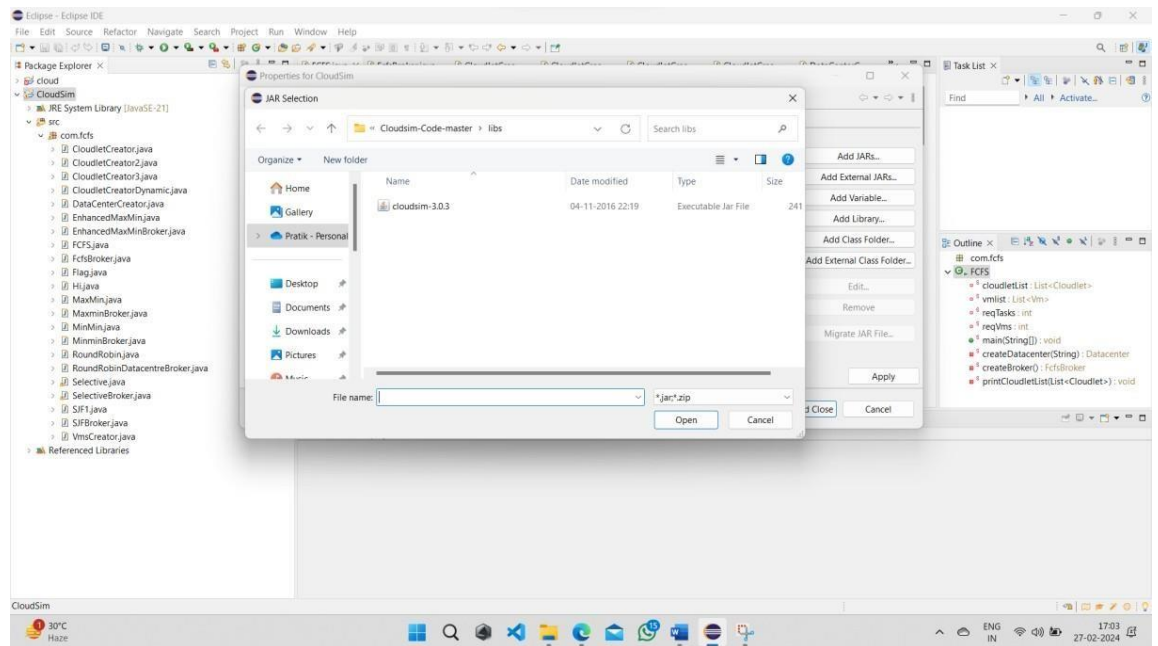 Eclipse - Eclipse IDE
File Edit Source Refactor Navigate Search Project Run Window Help
Package Explorer
cloud
CloudSim
JRE System Library [JavaSE-21]
src
com.fcfs
CloudletCreator.java
CloudletCreator2.java
CloudletCreator3.java
CloudletCreatorDynamic.java
DataCenterCreator.java
EnhancedMaxMin.java
EnhancedMaxMinBroker.java
FCFS.java
FcfsBroker.java
Flag.java
Hi.java
MaxMin.java
MaxminBroker.java
MinMin.java
MinminBroker.java
RoundRobin.java
RoundRobinDatacentreBroker.java
Selective.java
SelectiveBroker.java
SJF1.java
SJFBroker.java
VmsCreator.java
Referenced Libraries
Properties for CloudSim
JAR Selection
« Cloudsim-Code-master > libs
Search libs
Organize New folder
Home
Gallery
Pratik - Personal
Desktop
Documents
Downloads
Pictures
Music
Name Date modified Type Size
cloudsim-3.0.3 04-11-2016 22:19 Executable Jar File 241
File name: *.jar;*.zip
Open Cancel
Add JARs...
Add External JARs...
Add Variable...
Add Library...
Add Class Folder...
Add External Class Folder...
Edit...
Remove
Migrate JAR File...
Apply
d Close Cancel
Task List
Find All Activate...
Outline
com.fcfs
FCFS
cloudletList : List<Cloudlet>
vmlist : List<Vm>
reqTasks : int
reqVms : int
main(String[]) : void
createDatacenter(String) : Datacenter
createBroker() : FcfsBroker
printCloudletList(List<Cloudlet>) : void
CloudSim
1
30°C
Haze
15
ENG
IN
17:03
27-02-2024